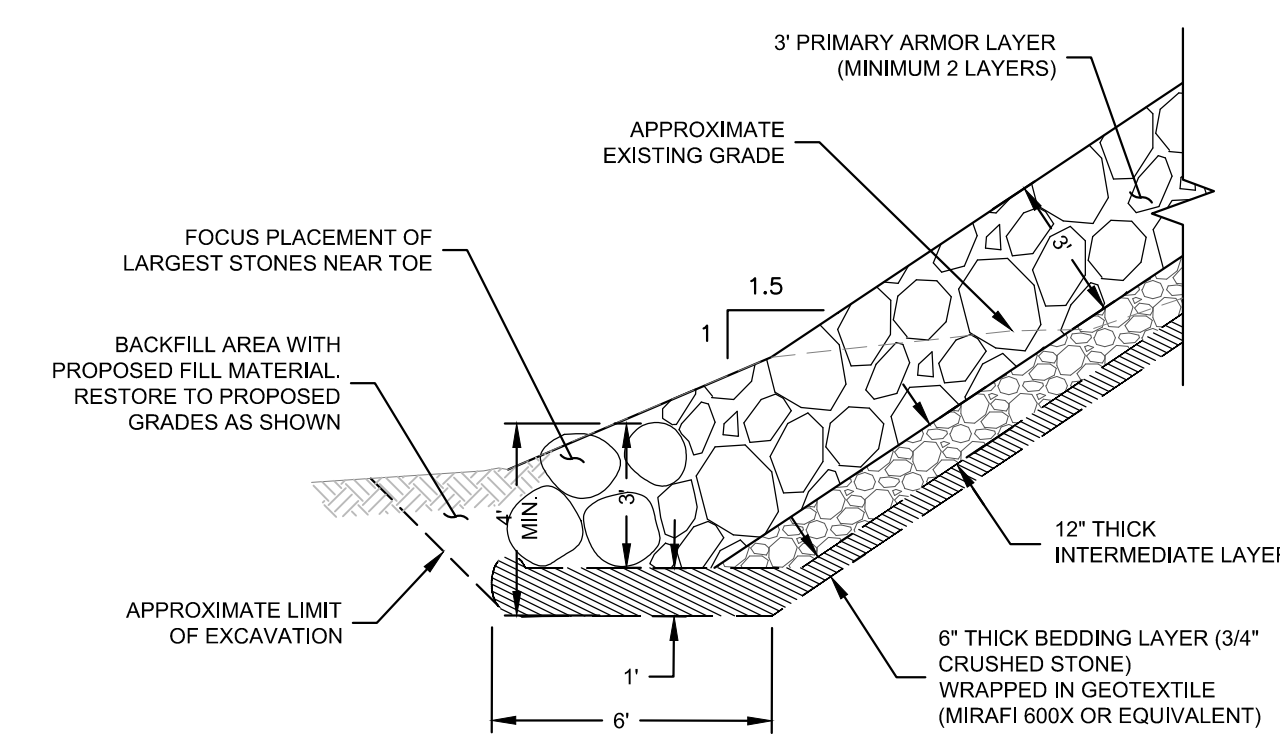 3' PRIMARY ARMOR LAYER
(MINIMUM 2 LAYERS)
APPROXIMATE
EXISTING GRADE
FOCUS PLACEMENT OF
LARGEST STONES NEAR TOE
3'
1.5
1
BACKFILL AREA WITH
PROPOSED FILL MATERIAL.
RESTORE TO PROPOSED
GRADES AS SHOWN
4'
MIN.
3'
12" THICK
INTERMEDIATE LAYER
APPROXIMATE LIMIT
OF EXCAVATION
6" THICK BEDDING LAYER (3/4"
CRUSHED STONE)
WRAPPED IN GEOTEXTILE
(MIRAFI 600X OR EQUIVALENT)
1'
6'